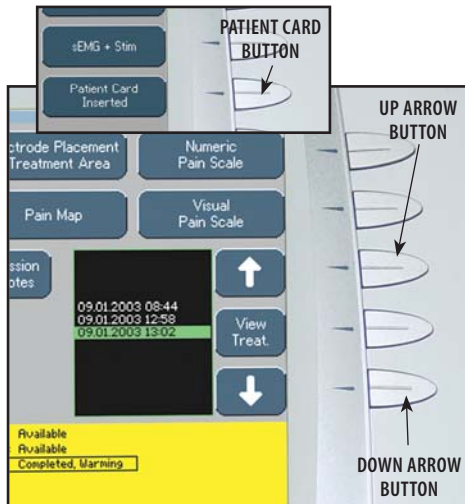 sEMG + Stim
PATIENT CARD
BUTTON
Patient Card
Inserted
UP ARROW
BUTTON
ctrode Placement
Treatment Area
Numeric
Pain Scale
Pain Map
Visual
Pain Scale
ssion
otes
09.01.2003 08:44
09.01.2003 12:58
09.01.2003 13:02
View
Treat.
Available
: Available
Completed, Warming
DOWN ARROW
BUTTON